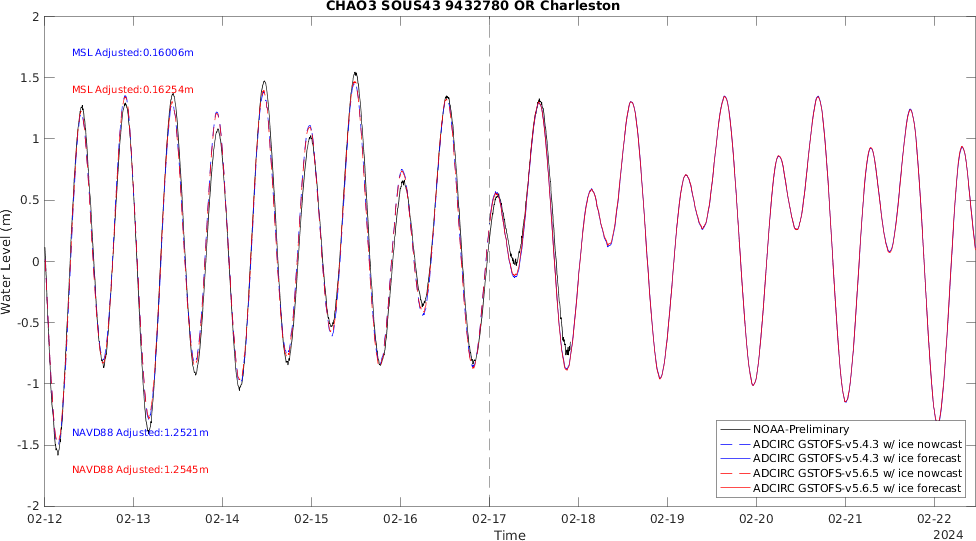 CHAO3 SOUS43 9432780 OR Charleston
2
1.5
1
0.5
0
-0.5
-1
-1.5
-2
Water Level (m)
MSL Adjusted:0.16006m
MSL Adjusted:0.16254m
NAVD88 Adjusted:1.2521m
NAVD88 Adjusted:1.2545m
NOAA-Preliminary
ADCIRC GSTOFS-v5.4.3 w/ ice nowcast
ADCIRC GSTOFS-v5.4.3 w/ ice forecast
ADCIRC GSTOFS-v5.6.5 w/ ice nowcast
ADCIRC GSTOFS-v5.6.5 w/ ice forecast
02-12 02-13 02-14 02-15 02-16 02-17 02-18 02-19 02-20 02-21 02-22
Time 2024